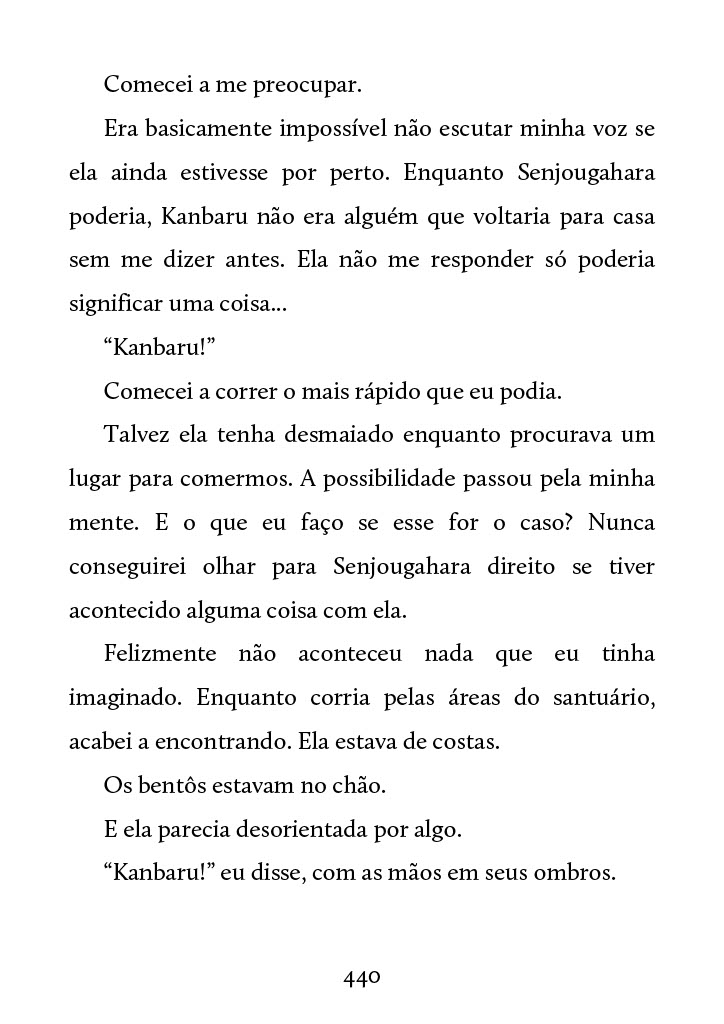 Comecei a me preocupar.
Era basicamente impossível não escutar minha voz se
ela ainda estivesse por perto. Enquanto Senjougahara
poderia, Kanbaru não era alguém que voltaria para casa
sem me dizer antes. Ela não me responder só poderia
significar uma coisa...
“Kanbaru!”
Comecei a correr o mais rápido que eu podia.
Talvez ela tenha desmaiado enquanto procurava um
lugar para comermos. A possibilidade passou pela minha
mente. E o que eu faço se esse for o caso? Nunca
conseguirei olhar para Senjougahara direito se tiver
acontecido alguma coisa com ela.
Felizmente não aconteceu nada que eu tinha
imaginado. Enquanto corria pelas áreas do santuário,
acabei a encontrando. Ela estava de costas.
Os bentôs estavam no chão.
E ela parecia desorientada por algo.
“Kanbaru!” eu disse, com as mãos em seus ombros.
440